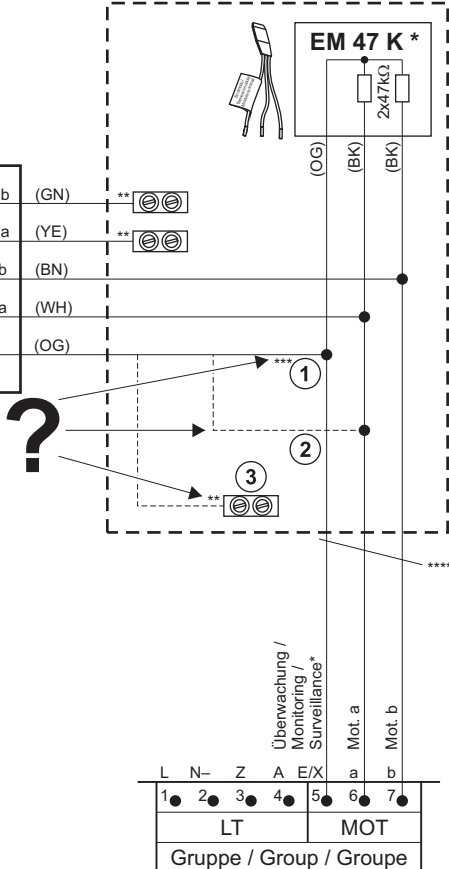 EM 47 K *
2x47kΩ
(OG)
(BK)
(BK)
b (GN) **
a (YE) **
b (BN)
a (WH)
(OG)
*** 1
?
2
3
**
****
Überwachung /
Monitoring /
Surveillance*
Mot. a
Mot. b
L N– Z A E/X a b
1 2 3 4 5 6 7
LT MOT
Gruppe / Group / Groupe